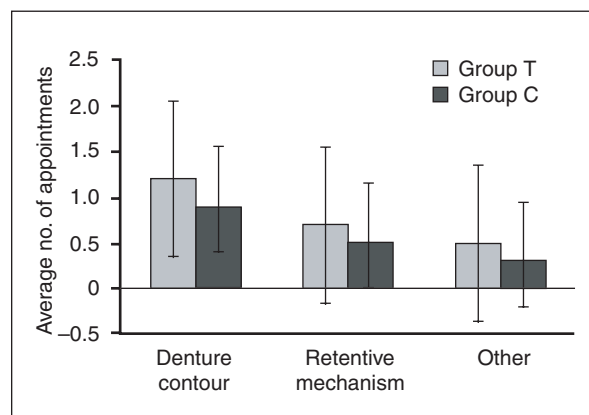 Average no. of appointments
2.5
2.0
1.5
1.0
0.5
0
–0.5
Group T
Group C
Denture
contour
Retentive
mechanism
Other